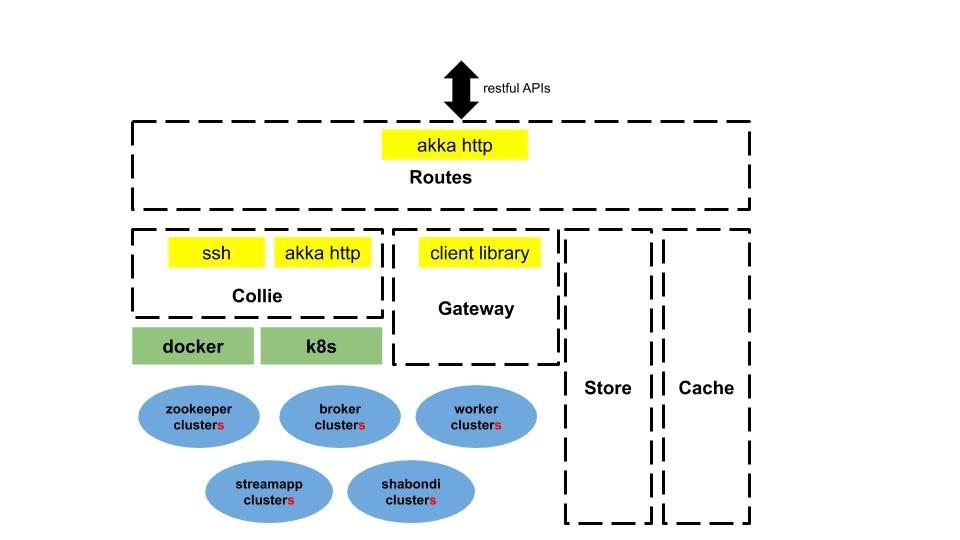 restful APIs
akka http
Routes
ssh
akka http
client library
Collie
Gateway
docker
k8s
Store
Cache
zookeeper
clusters
broker
clusters
worker
clusters
streamapp
clusters
shabondi
clusters